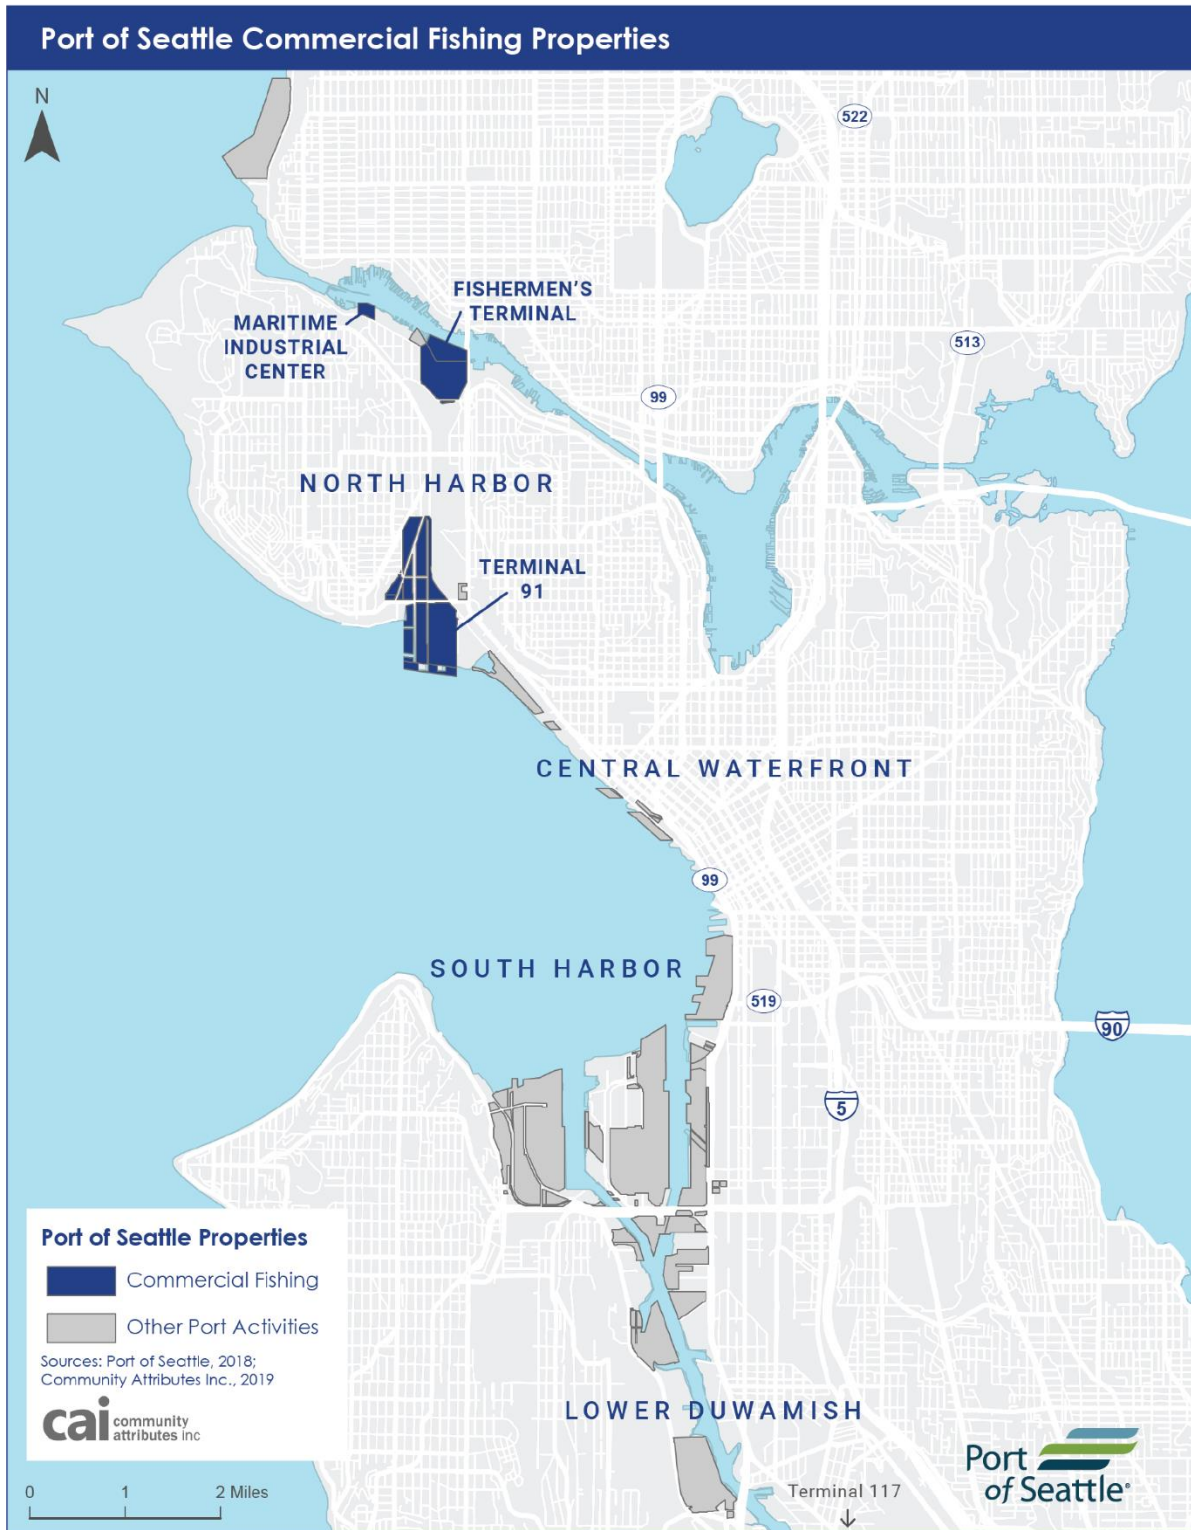 Port of Seattle Commercial Fishing Properties
N
522
FISHERMEN'S
TERMINAL
MARITIME
INDUSTRIAL
CENTER
513
99
NORTH HARBOR
TERMINAL
91
CENTRAL WATERFRONT
99
SOUTH HARBOR
519
90
5
Port of Seattle Properties
Commercial Fishing
Other Port Activities
Sources: Port of Seattle, 2018;
Community Attributes Inc., 2019
cai community
attributes inc
LOWER DUWAMISH
Port
of Seattle®
Terminal 117
0 1 2 Miles